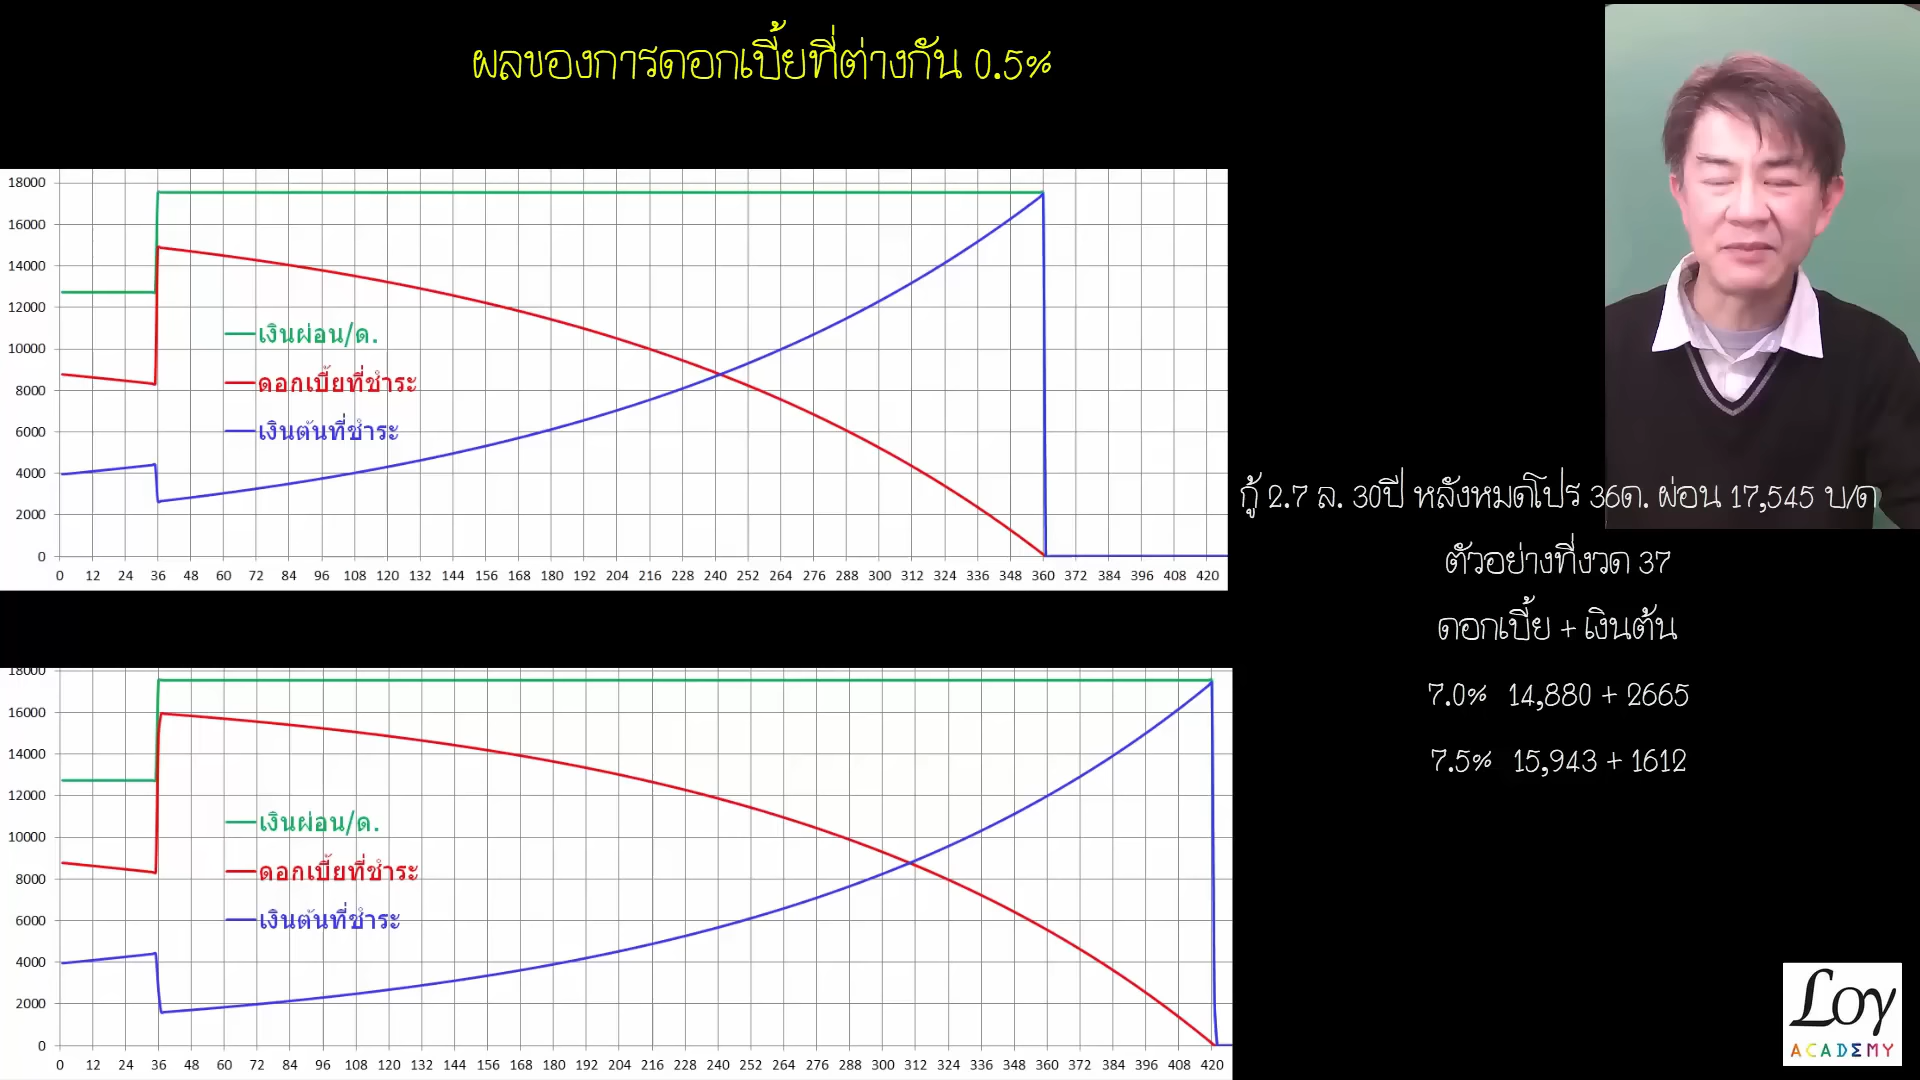 ผลของการดอกเบี้ยที่ต่างกัน 0.5%
18000
16000
14000
12000
10000
8000
6000
4000
2000
0
เงินผ่อน/ด.
ดอกเบี้ยที่ชำระ
เงินต้นที่ชำระ
0 12 24 36 48 60 72 84 96 108 120 132 144 156 168 180 192 204 216 228 240 252 264 276 288 300 312 324 336 348 360 372 384 396 408 420
กู้ 2.7 ล. 30ปี หลังหมดโปร 36ด. ผ่อน 17,545 บ/ด
ตัวอย่างที่งวด 37
ดอกเบี้ย + เงินต้น
7.0% 14,880 + 2665
7.5% 15,943 + 1612
18000
16000
14000
12000
10000
8000
6000
4000
2000
0
เงินผ่อน/ด.
ดอกเบี้ยที่ชำระ
เงินต้นที่ชำระ
0 12 24 36 48 60 72 84 96 108 120 132 144 156 168 180 192 204 216 228 240 252 264 276 288 300 312 324 336 348 360 372 384 396 408 420
Loy
ACADEMY